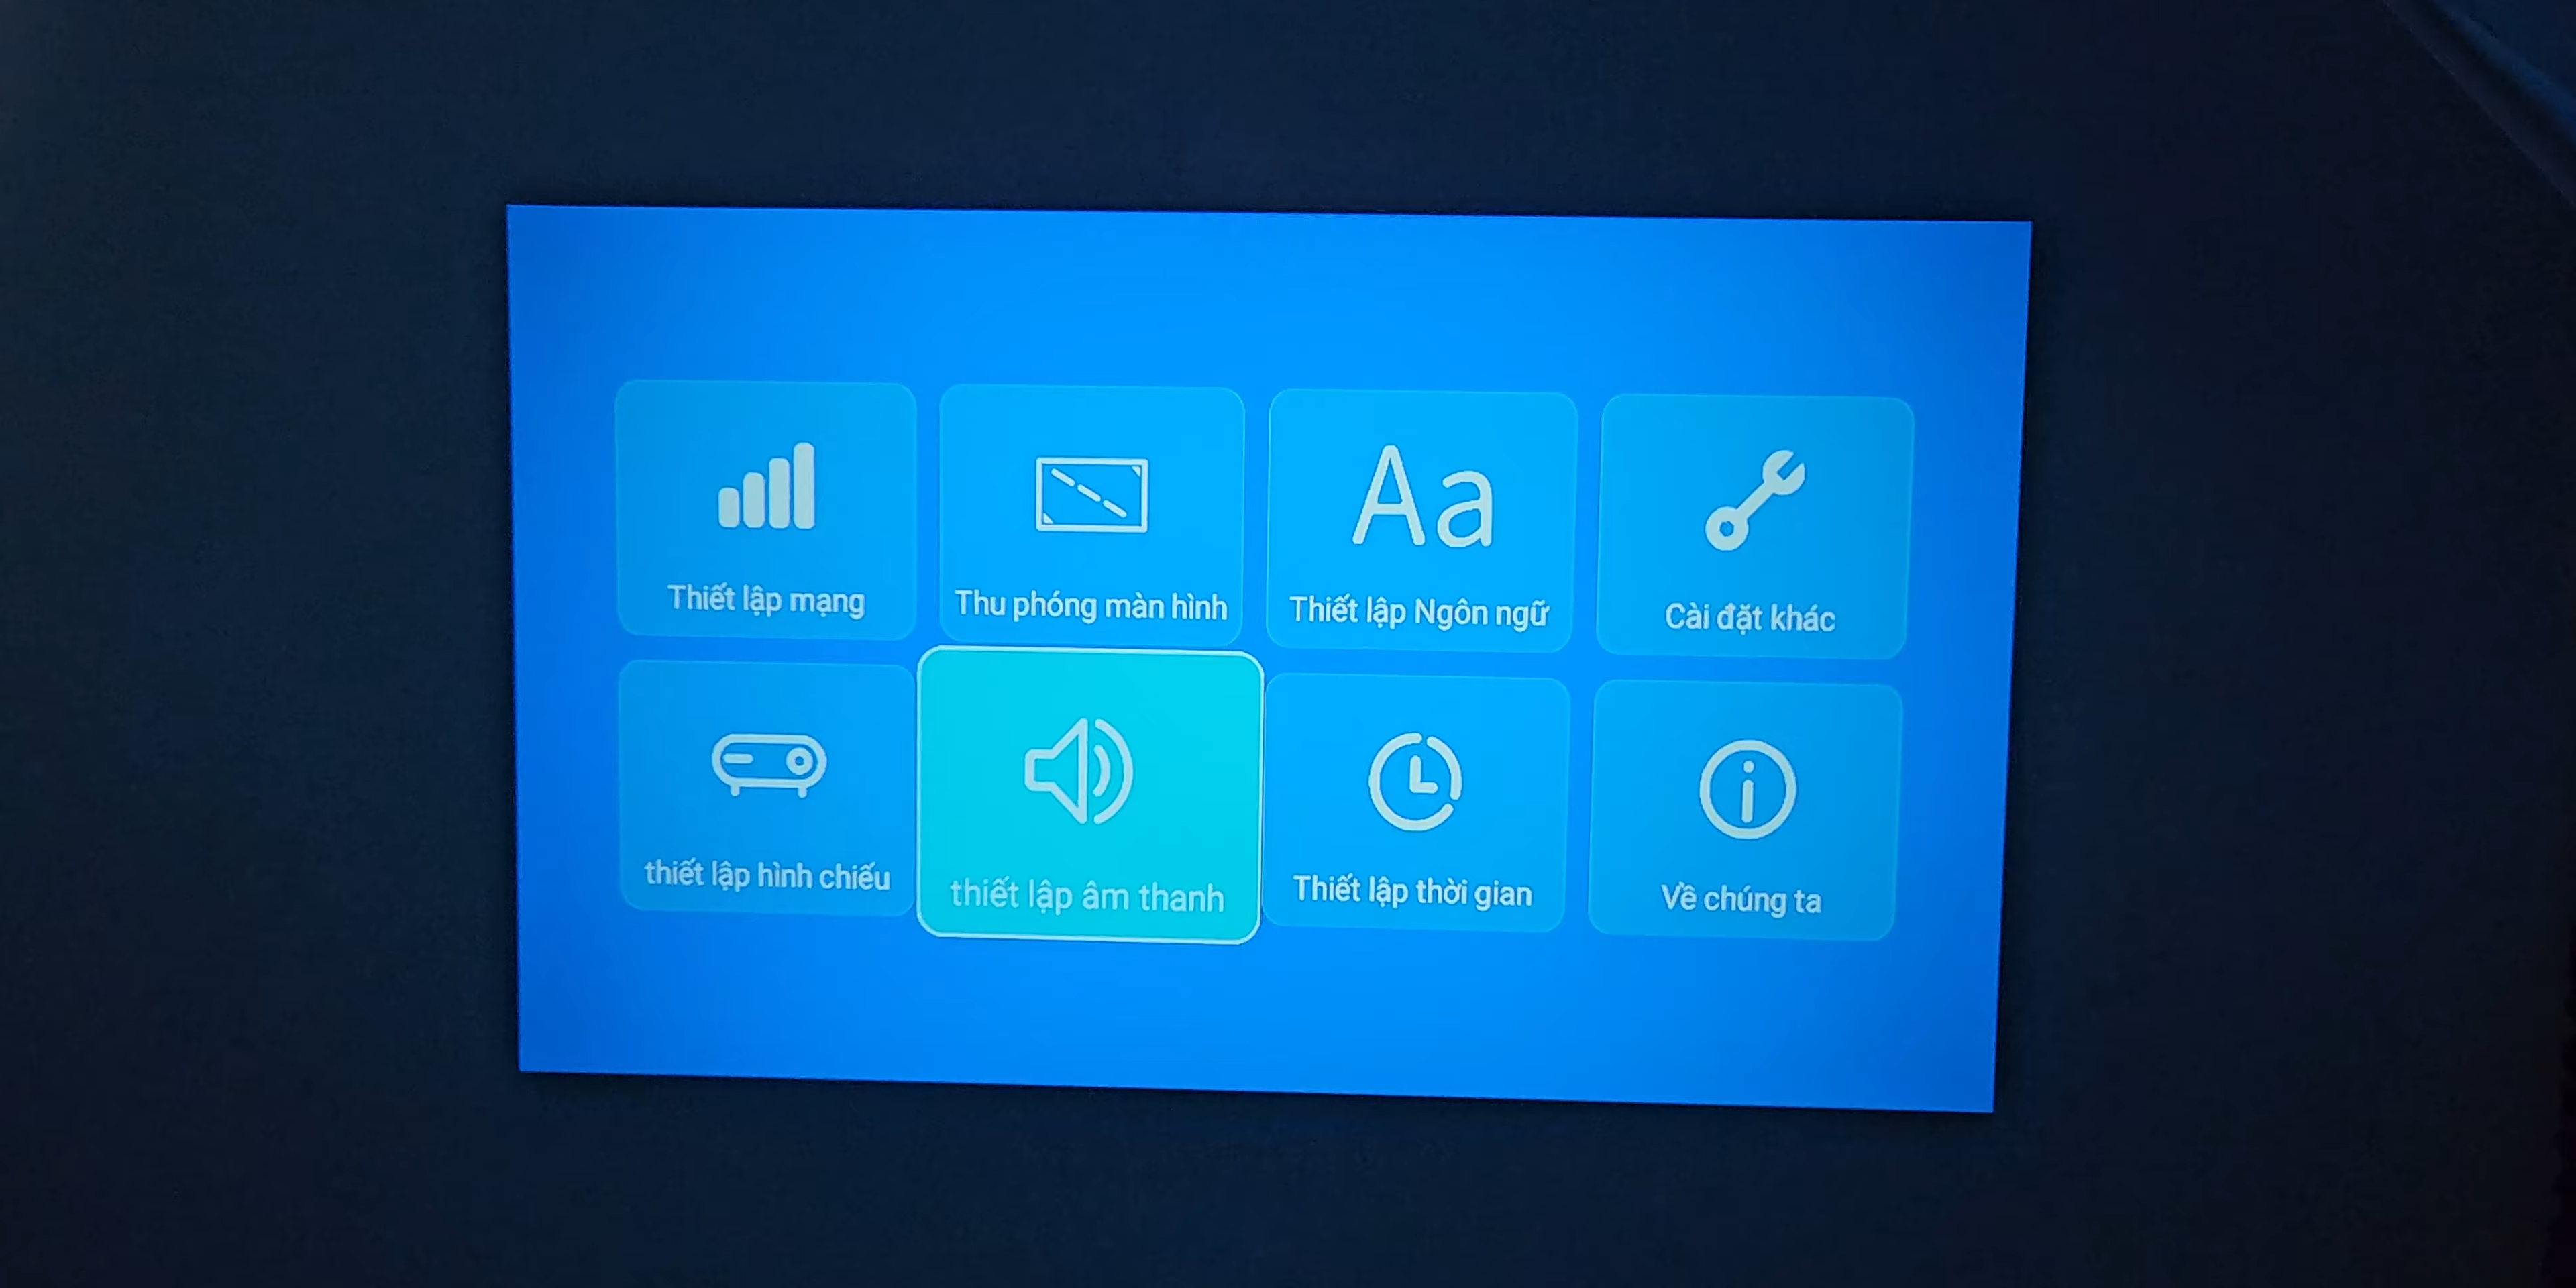 Thiết lập mạng
Thu phóng màn hình
Aa
Thiết lập Ngôn ngữ
Cài đặt khác
thiết lập hình chiếu
thiết lập âm thanh
Thiết lập thời gian
Về chúng ta